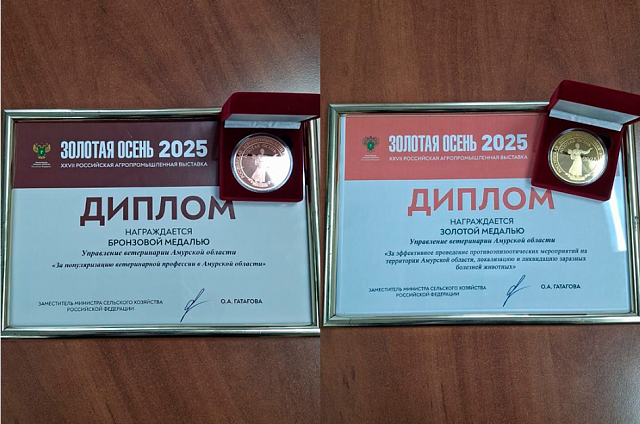 ЗОЛОТАЯ ОСЕНЬ 2025
XXVII РОССИЙСКАЯ АГРОПРОМЫШЛЕННАЯ ВЫСТАВКА
ДИПЛОМ
НАГРАЖДАЕТСЯ
БРОНЗОВОЙ МЕДАЛЬЮ
Управление ветеринарии Амурской области
«За популяризацию ветеринарной профессии в Амурской области»
ЗАМЕСТИТЕЛЬ МИНИСТРА СЕЛЬСКОГО ХОЗЯЙСТВА
РОССИЙСКОЙ ФЕДЕРАЦИИ
О.А. ГАТАГОВА
ЗОЛОТАЯ ОСЕНЬ 2025
XXVII РОССИЙСКАЯ АГРОПРОМЫШЛЕННАЯ ВЫСТАВКА
ДИПЛОМ
НАГРАЖДАЕТСЯ
ЗОЛОТОЙ МЕДАЛЬЮ
Управление ветеринарии Амурской области
«За эффективное проведение противоэпизоотических мероприятий на
территории Амурской области, локализацию и ликвидацию заразных
болезней животных»
ЗАМЕСТИТЕЛЬ МИНИСТРА СЕЛЬСКОГО ХОЗЯЙСТВА
РОССИЙСКОЙ ФЕДЕРАЦИИ
О.А. ГАТАГОВА